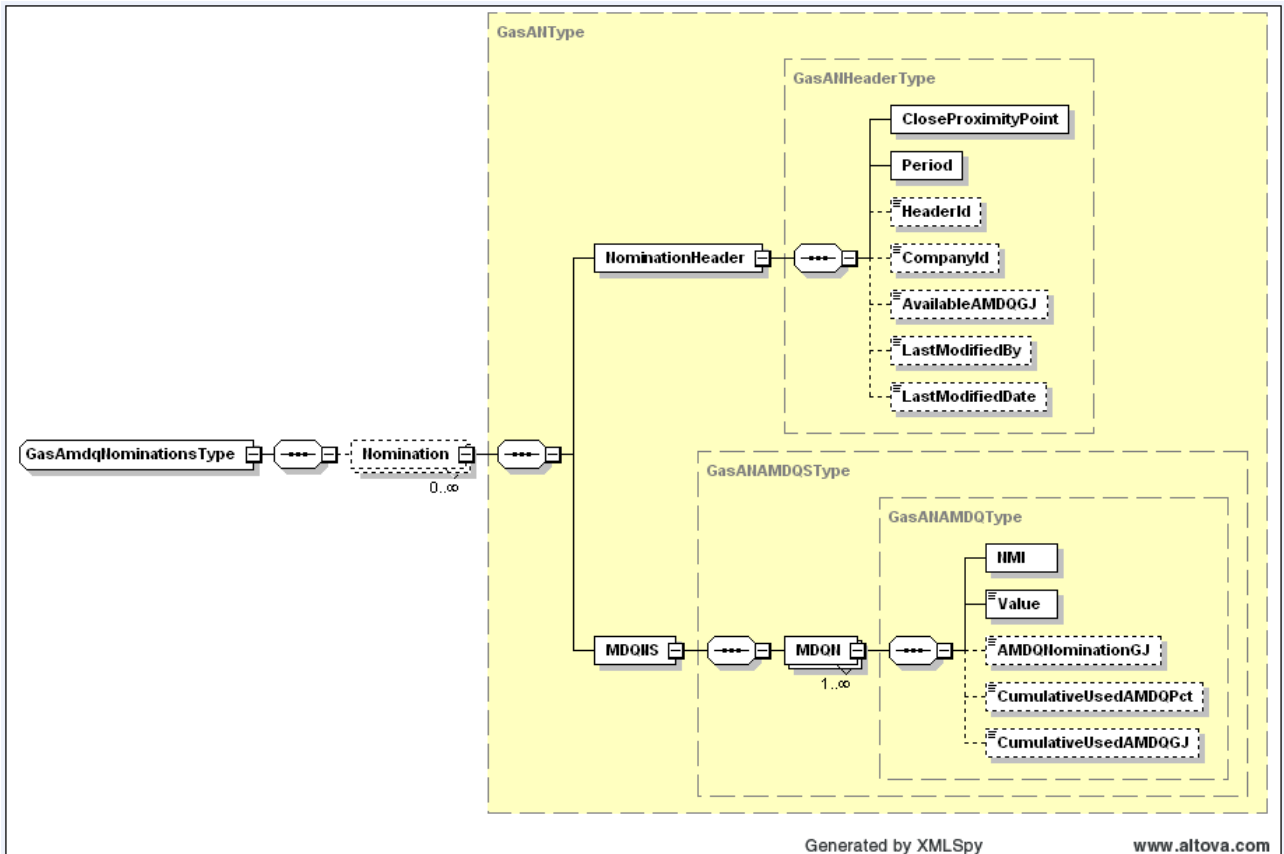 GasANType
GasANHeaderType
CloseProximityPoint
Period
HeaderId
CompanyId
NominationHeader
AvailableAMDQGJ
LastModifiedBy
LastModifiedDate
GasAmdqNominationsType
Nomination
0..∞
GasANAMDQSType
GasANAMDQType
NMI
Value
MDQNS
MDQN
1..∞
AMDQNominationGJ
CumulativeUsedAMDQPct
CumulativeUsedAMDQGJ
Generated by XMLSpy
www.altova.com